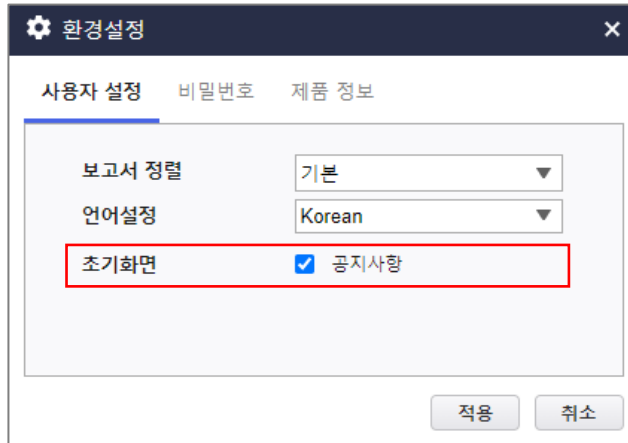 환경설정
사용자 설정 비밀번호 제품 정보
보고서 정렬 기본
언어설정 Korean
초기화면 공지사항
적용 취소